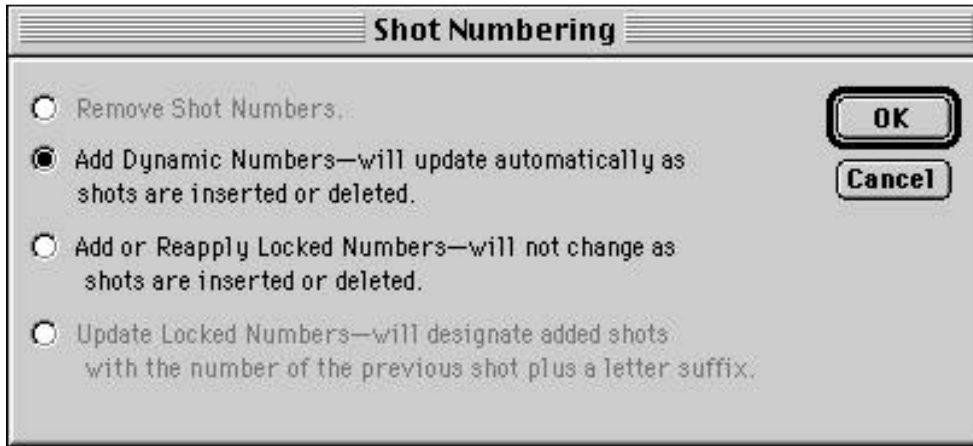 Shot Numbering
Remove Shot Numbers.
OK
Add Dynamic Numbers—will update automatically as
shots are inserted or deleted.
Cancel
Add or Reapply Locked Numbers—will not change as
shots are inserted or deleted.
Update Locked Numbers—will designate added shots
with the number of the previous shot plus a letter suffix.